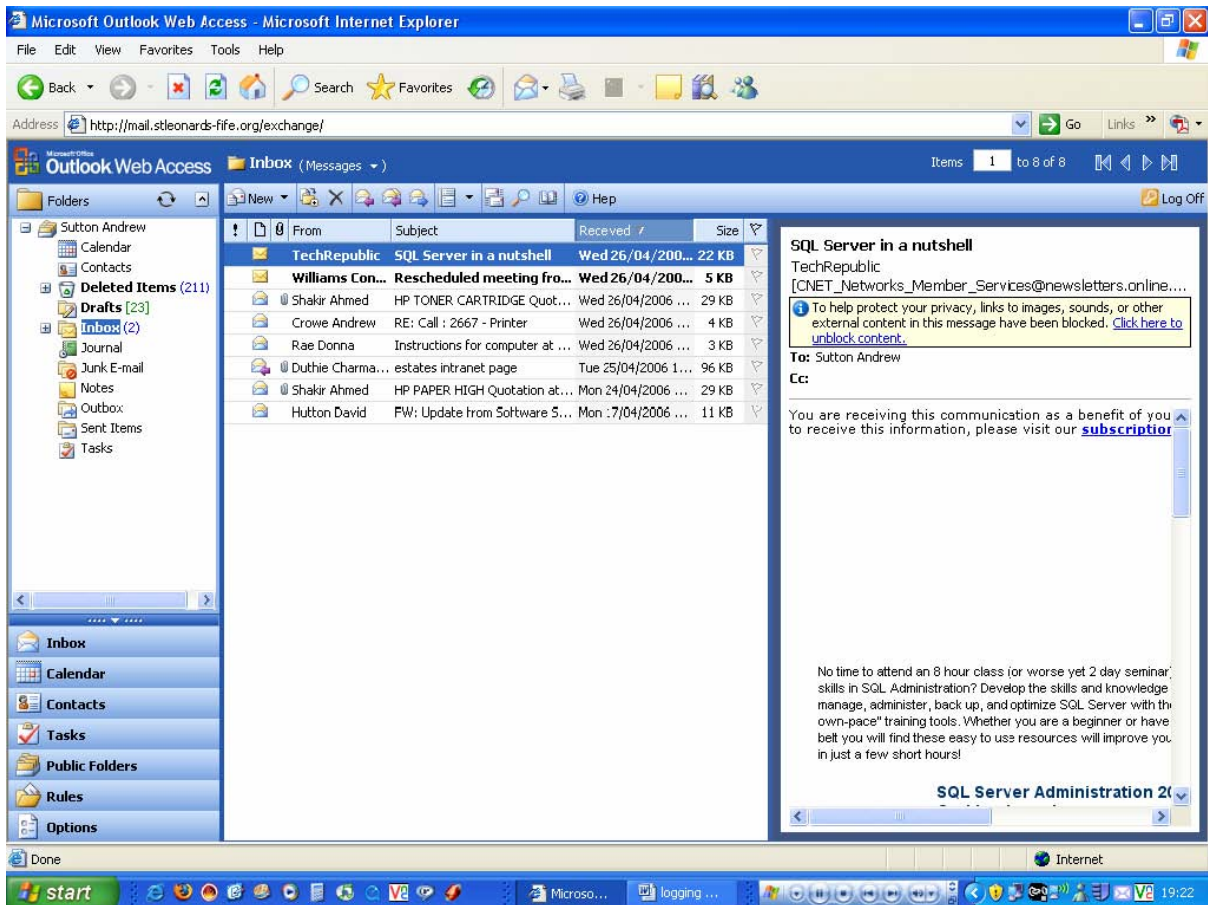 Microsoft Outlook Web Access - Microsoft Internet Explorer
File Edit View Favorites Tools Help
Back Search Favorites
Address http://mail.stleonards-fife.org/exchange/ Go Links »
Microsoft Office
Outlook Web Access Inbox (Messages) Items 1 to 8 of 8
Folders New Help Log Off
Sutton Andrew
Calendar
Contacts
Deleted Items (211)
Drafts [23]
Inbox (2)
Journal
Junk E-mail
Notes
Outbox
Sent Items
Tasks
! From Subject Receved Size
TechRepublic SQL Server in a nutshell Wed 26/04/200... 22 KB
Williams Con... Rescheduled meeting fro... Wed 26/04/200... 5 KB
Shakir Ahmed HP TONER CARTRIDGE Quot... Wed 26/04/2006 ... 29 KB
Crowe Andrew RE: Call : 2667 - Printer Wed 26/04/2006 ... 4 KB
Rae Donna Instructions for computer at ... Wed 26/04/2006 ... 3 KB
Duthie Charma... estates intranet page Tue 25/04/2006 1... 96 KB
Shakir Ahmed HP PAPER HIGH Quotation at... Mon 24/04/2006 ... 29 KB
Hutton David FW: Update from Software S... Mon :7/04/2006 ... 11 KB
SQL Server in a nutshell
TechRepublic
[CNET_Networks_Member_Services@newsletters.online....
To help protect your privacy, links to images, sounds, or other
external content in this message have been blocked. Click here to
unblock content.
To: Sutton Andrew
Cc:
You are receiving this communication as a benefit of you
to receive this information, please visit our subscription
No time to attend an 8 hour class (or worse yet 2 day seminar)
skills in SQL Administration? Develop the skills and knowledge
manage, administer, back up, and optimize SQL Server with the
own-pace" training tools. Whether you are a beginner or have
belt you will find these easy to use resources will improve you
in just a few short hours!
SQL Server Administration 20
Inbox
Calendar
Contacts
Tasks
Public Folders
Rules
Options
Done Internet
start Microso... logging ... 19:22